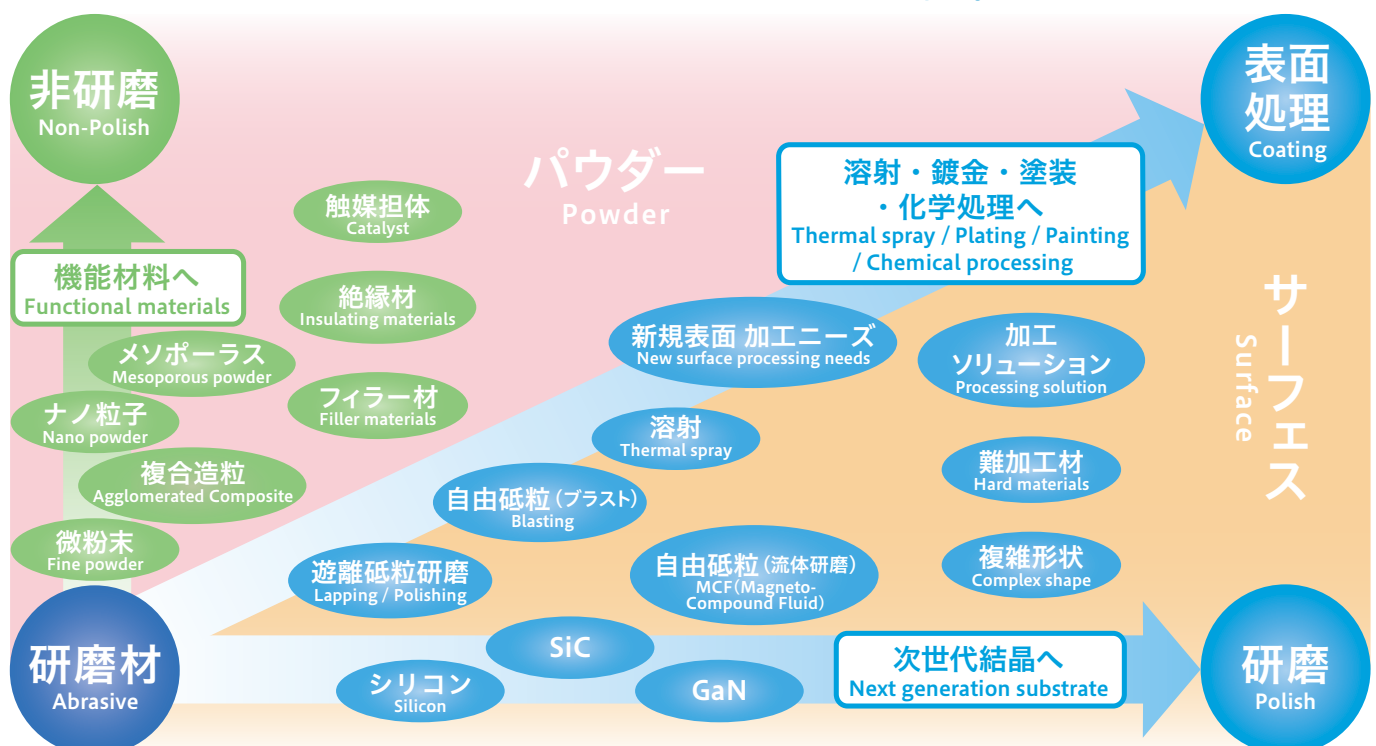 非研磨
Non-Polish
表面
処理
Coating
パウダー
Powder
溶射・鍍金・塗装
・化学処理へ
Thermal spray / Plating / Painting
/ Chemical processing
触媒担体
Catalyst
機能材料へ
Functional materials
絶縁材
Insulating materials
サーフェス
Surface
新規表面 加工ニーズ
New surface processing needs
加工
ソリューション
Processing solution
メソポーラス
Mesoporous powder
フィラー材
Filler materials
ナノ粒子
Nano powder
溶射
Thermal spray
複合造粒
Agglomerated Composite
難加工材
Hard materials
自由砥粒(ブラスト)
Blasting
微粉末
Fine powder
遊離砥粒研磨
Lapping / Polishing
自由砥粒(流体研磨)
MCF(Magneto-
Compound Fluid)
複雑形状
Complex shape
研磨材
Abrasive
SiC
シリコン
Silicon
GaN
次世代結晶へ
Next generation substrate
研磨
Polish